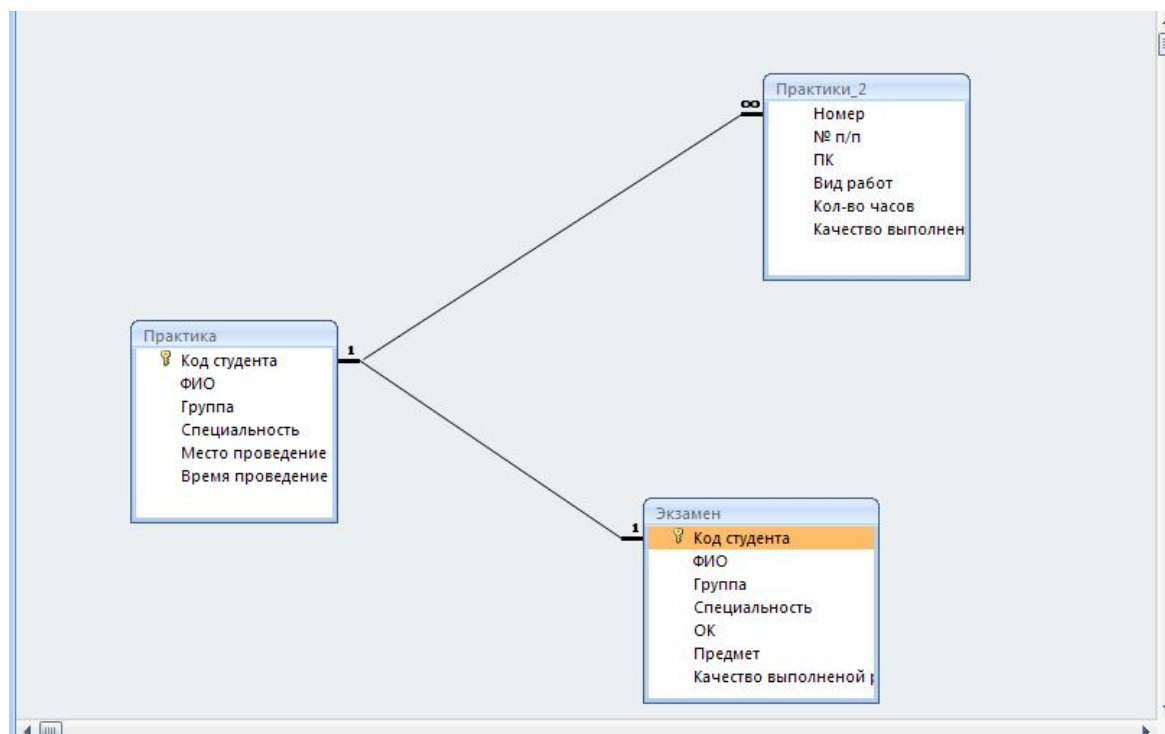 Практики_2
∞
Номер
№ п/п
ПК
Вид работ
Кол-во часов
Качество выполнен
Практика
1
Код студента
ФИО
Группа
Специальность
Место проведение
Время проведение
Экзамен
1
Код студента
ФИО
Группа
Специальность
ОК
Предмет
Качество выполненой р